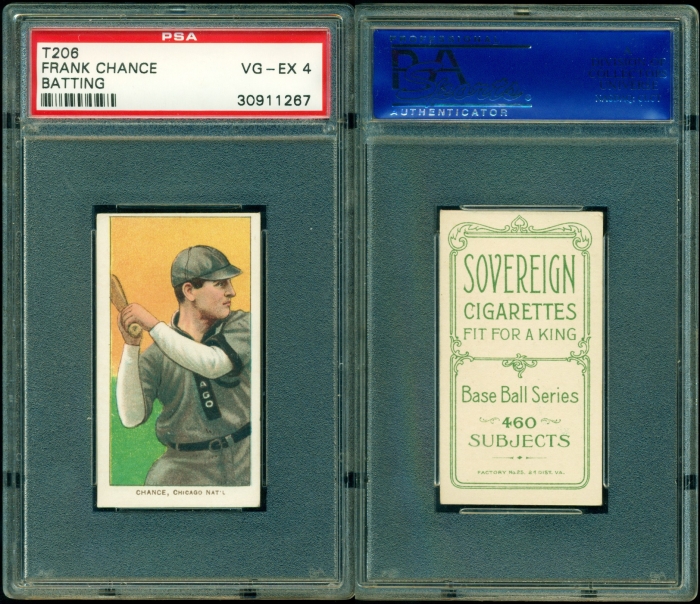 PSA
T206
FRANK CHANCE VG-EX 4
BATTING
30911267
AGO
CHANCE, CHICAGO NAT'L
PSA
AUTHENTICATOR
SOVEREIGN
CIGARETTES
FIT FOR A KING
Base Ball Series
460
SUBJECTS